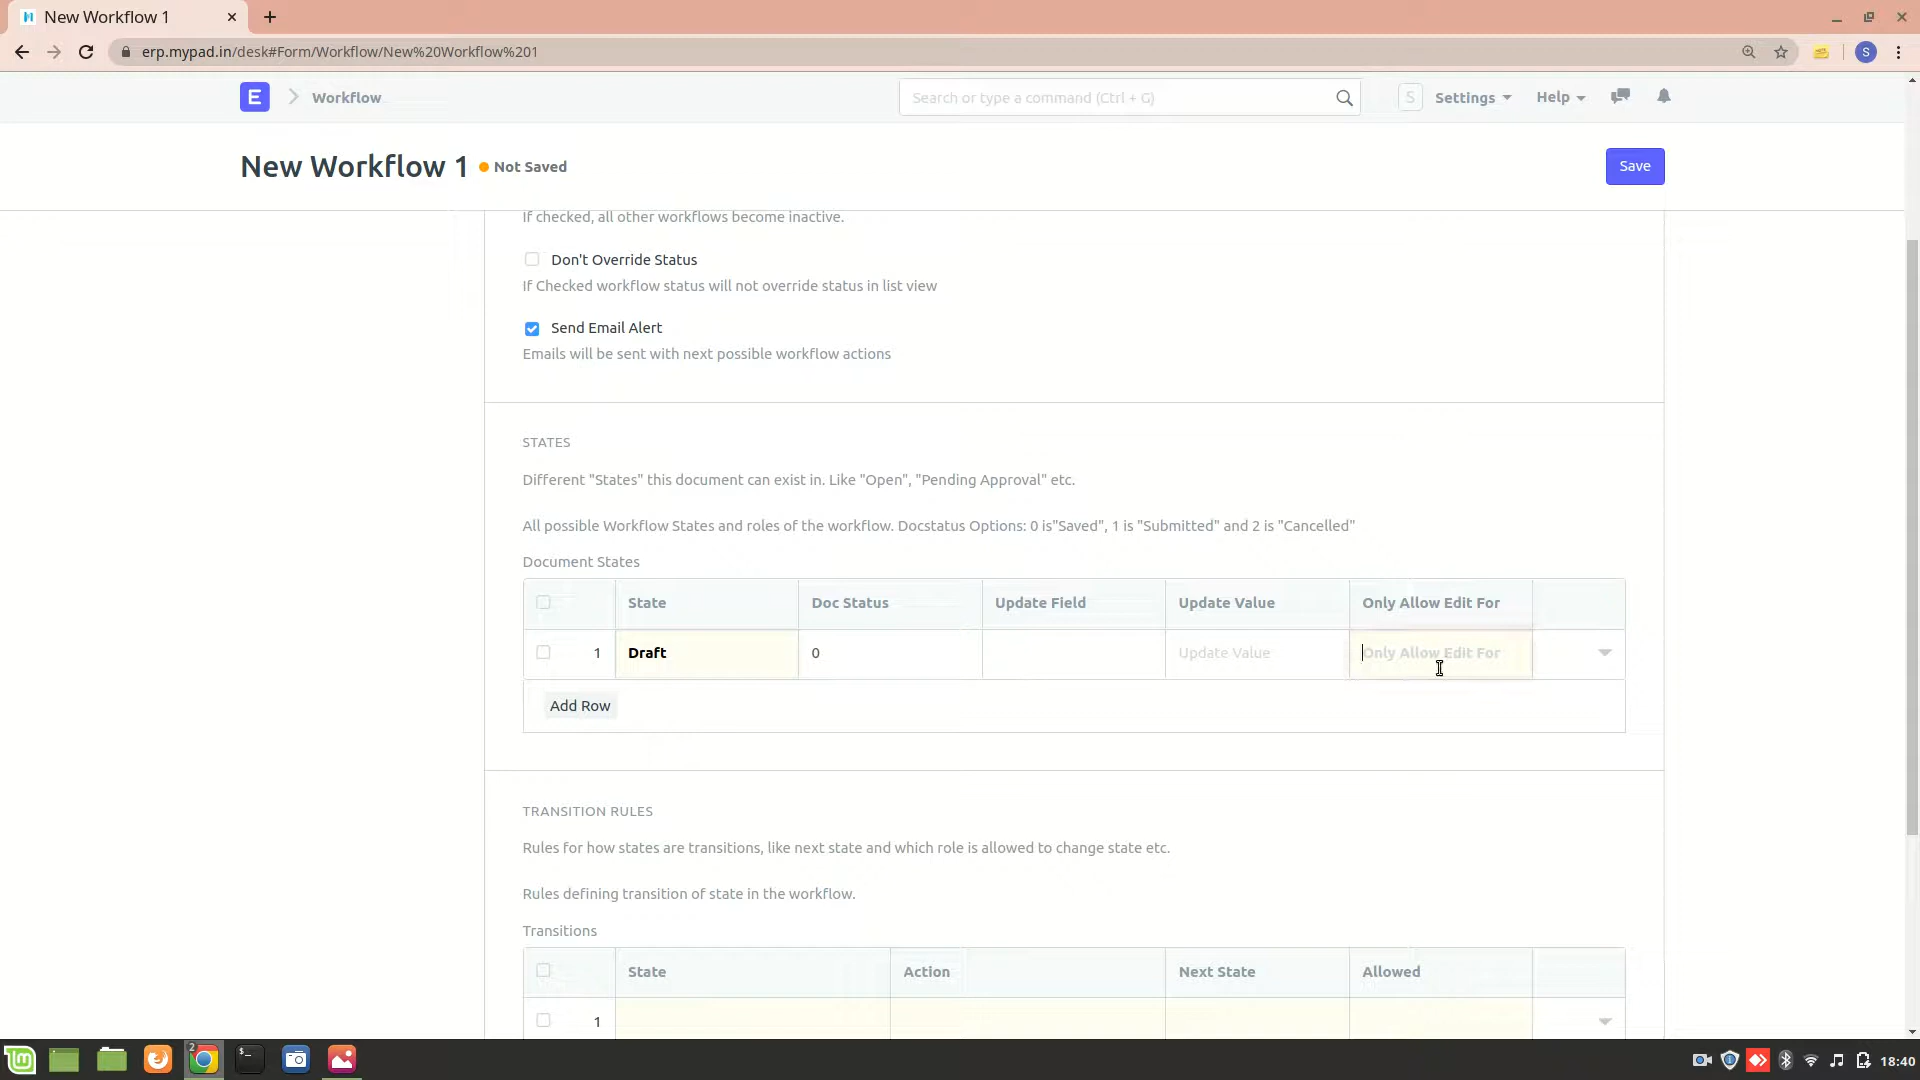 New Workflow 1
erp.mypad.in/desk#Form/Workflow/New%20Workflow%201
S
E
Workflow
Search or type a command (Ctrl + G)
S
Settings
Help
New Workflow 1
Not Saved
Save
If checked, all other workflows become inactive.
Don't Override Status
If Checked workflow status will not override status in list view
Send Email Alert
Emails will be sent with next possible workflow actions
STATES
Different "States" this document can exist in. Like "Open", "Pending Approval" etc.
All possible Workflow States and roles of the workflow. Docstatus Options: 0 is"Saved", 1 is "Submitted" and 2 is "Cancelled"
Document States
State Doc Status Update Field Update Value Only Allow Edit For
1 Draft 0 Update Value Only Allow Edit For
Add Row
TRANSITION RULES
Rules for how states are transitions, like next state and which role is allowed to change state etc.
Rules defining transition of state in the workflow.
Transitions
State Action Next State Allowed
1
2
18:40